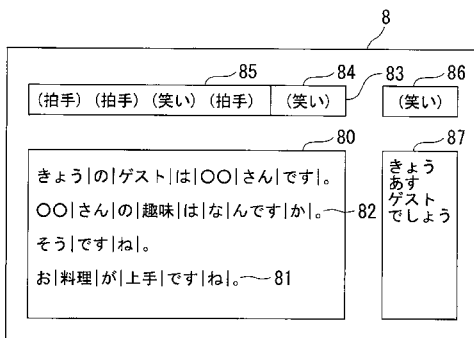 8
85 84 83 86
(拍手) (拍手) (笑い) (拍手) (笑い) (笑い)
80 87
きょう|の|ゲスト|は|〇〇|さん|です|。
〇〇|さん|の|趣味|は|な|んです|か|。 82
そう|です|ね|。
お|料理|が|上手|です|ね|。 81
きょう
あす
ゲスト
でしょう